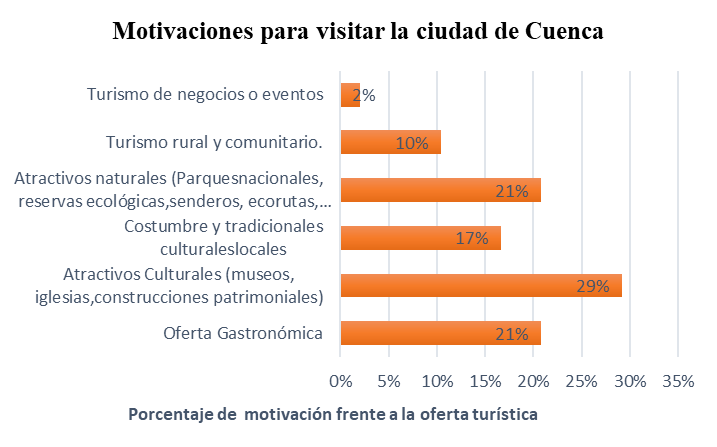 Motivaciones para visitar la ciudad de Cuenca
Turismo de negocios o eventos
2%
Turismo rural y comunitario.
10%
Atractivos naturales (Parquesnacionales,
reservas ecológicas,senderos, ecorutas,...
21%
Costumbre y tradicionales
culturaleslocales
17%
Atractivos Culturales (museos,
iglesias,construcciones patrimoniales)
29%
Oferta Gastronómica
21%
0% 5% 10% 15% 20% 25% 30% 35%
Porcentaje de motivación frente a la oferta turística